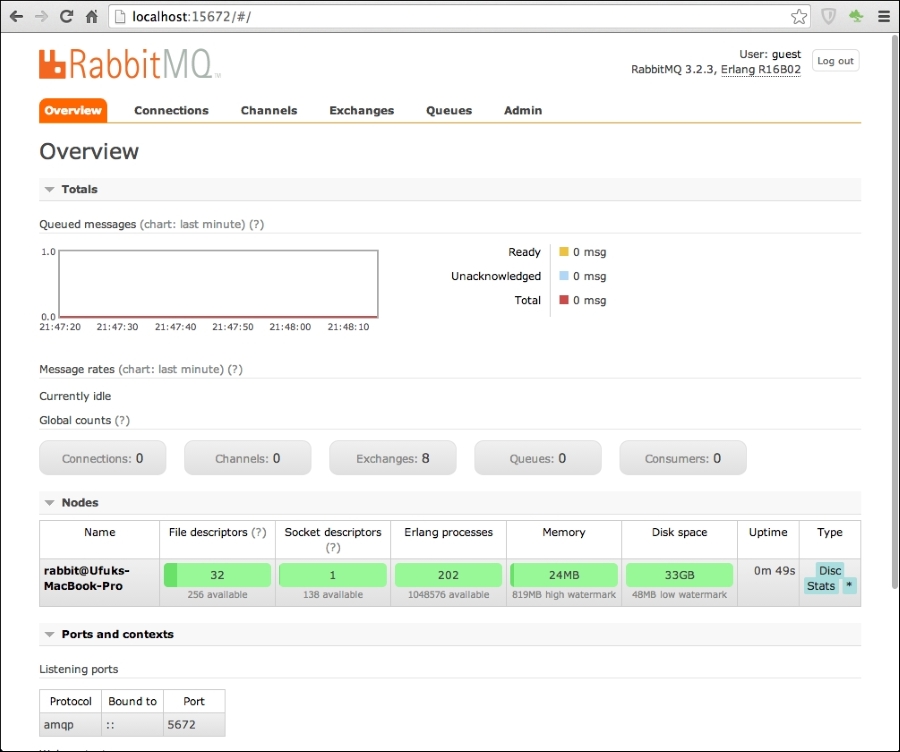 localhost:15672/#/
RabbitMQ
User: guest
RabbitMQ 3.2.3, Erlang R16B02
Log out
Overview Connections Channels Exchanges Queues Admin
Overview
Totals
Queued messages (chart: last minute) (?)
1.0
0.0
21:47:20 21:47:30 21:47:40 21:47:50 21:48:00 21:48:10
Ready 0 msg
Unacknowledged 0 msg
Total 0 msg
Message rates (chart: last minute) (?)
Currently idle
Global counts (?)
Connections: 0 Channels: 0 Exchanges: 8 Queues: 0 Consumers: 0
Nodes
Name File descriptors (?) Socket descriptors (?) Erlang processes Memory Disk space Uptime Type
rabbit@Ufuks-
MacBook-Pro
32
256 available
1
138 available
202
1048576 available
24MB
819MB high watermark
33GB
48MB low watermark
0m 49s
Disc
Stats *
Ports and contexts
Listening ports
Protocol Bound to Port
amqp :: 5672